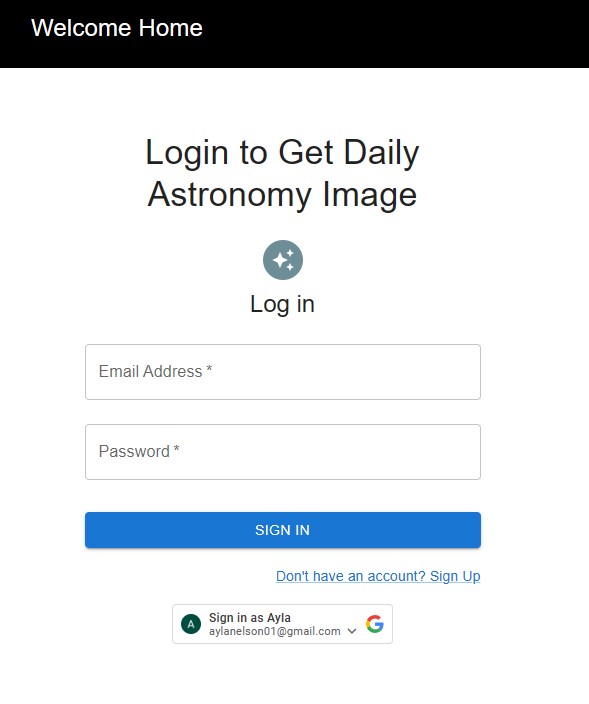 Welcome Home
Login to Get Daily
Astronomy Image
Log in
Email Address *
Password *
SIGN IN
Don't have an account? Sign Up
A
Sign in as Ayla
aylanelson01@gmail.com